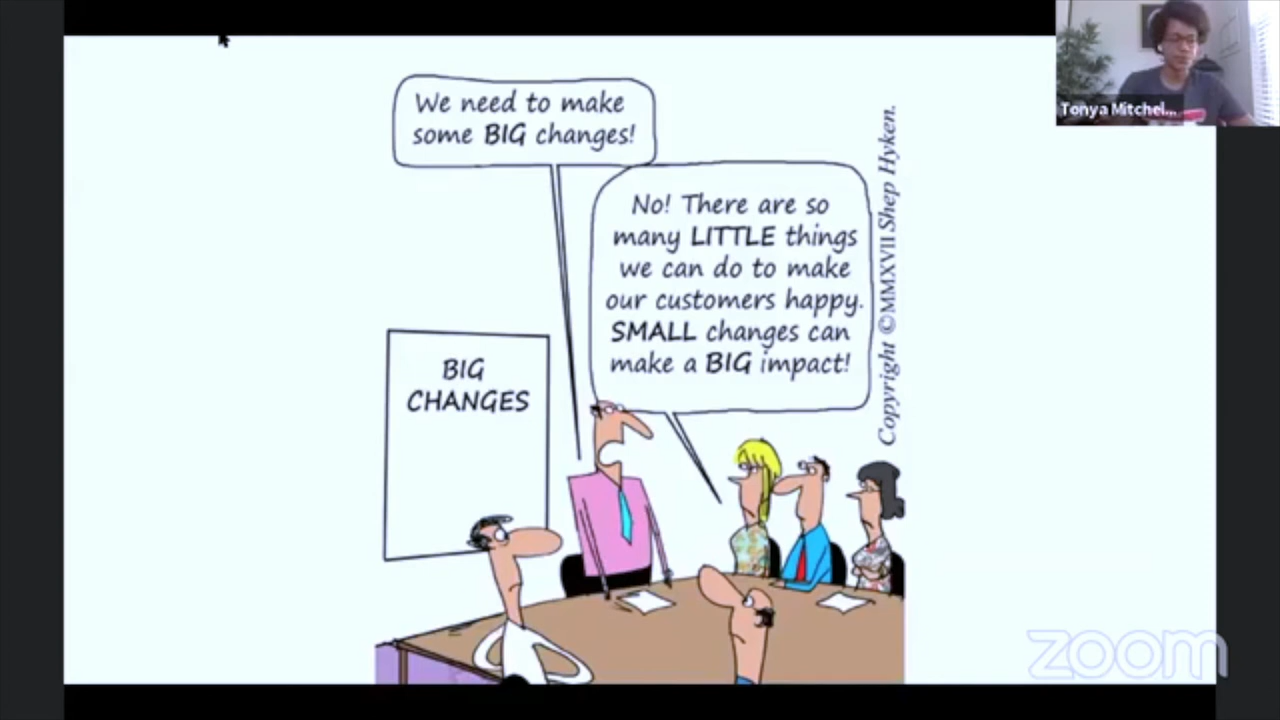 Tonya Mitchel...
We need to make
some BIG changes!
No! There are so
many LITTLE things
we can do to make
our customers happy.
SMALL changes can
make a BIG impact!
BIG
CHANGES
Copyright ©MMXVII Shep Hyken.
zoom